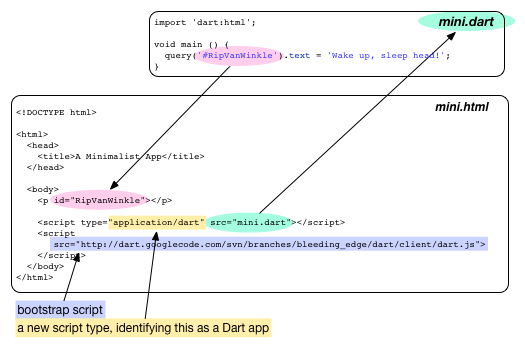 mini.dart
import 'dart:html';
void main () {
query('#RipVanWinkle').text = 'Wake up, sleep head!';
}
mini.html
<!DOCTYPE html>
<html>
<head>
<title>A Minimalist App</title>
</head>
<body>
<p id="RipVanWinkle"></p>
<script type="application/dart" src="mini.dart"></script>
<script
src="http://dart.googlecode.com/svn/branches/bleeding_edge/dart/client/dart.js">
</script>
</body>
</html>
bootstrap script
a new script type, identifying this as a Dart app